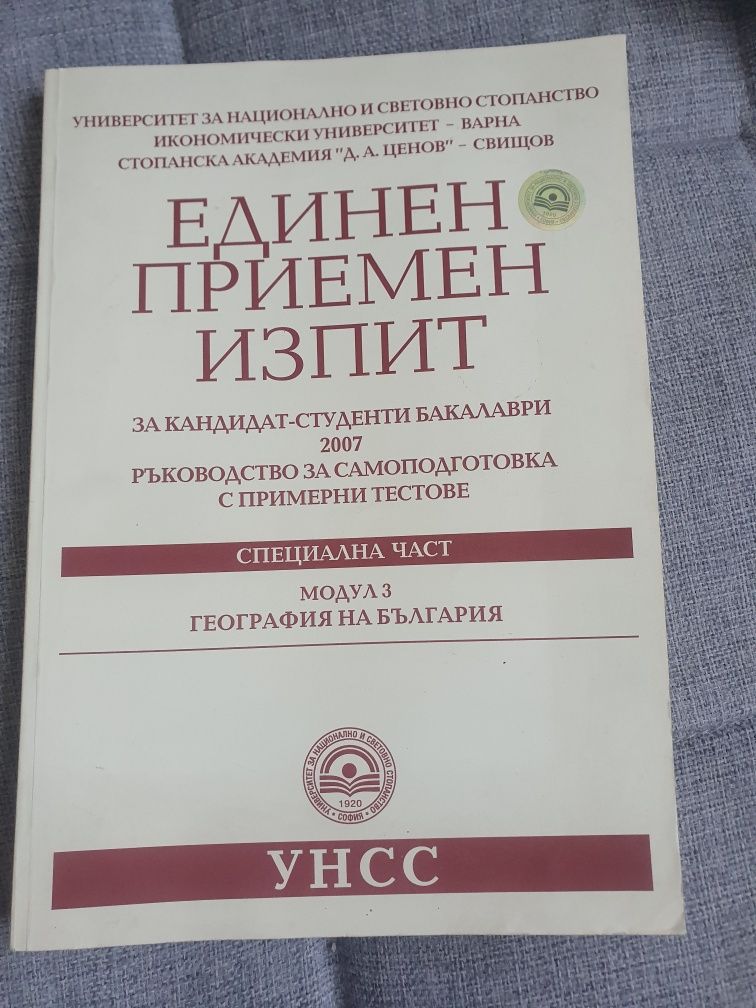 УНИВЕРСИТЕТ ЗА НАЦИОНАЛНО И СВЕТОВНО СТОПАНСТВО
ИКОНОМИЧЕСКИ УНИВЕРСИТЕТ - ВАРНА
СТОПАНСКА АКАДЕМИЯ "Д. А. ЦЕНОВ" - СВИЩОВ
ЕДИНЕН
ПРИЕМЕН
ИЗПИТ
1920
ЗА КАНДИДАТ-СТУДЕНТИ БАКАЛАВРИ
2007
РЪКОВОДСТВО ЗА САМОПОДГОТОВКА
С ПРИМЕРНИ ТЕСТОВЕ
СПЕЦИАЛНА ЧАСТ
МОДУЛ 3
ГЕОГРАФИЯ НА БЪЛГАРИЯ
УНИВЕРСИТЕТ ЗА НАЦИОНАЛНО И СВЕТОВНО СТОПАНСТВО
1920
· СОФИЯ ·
УНСС